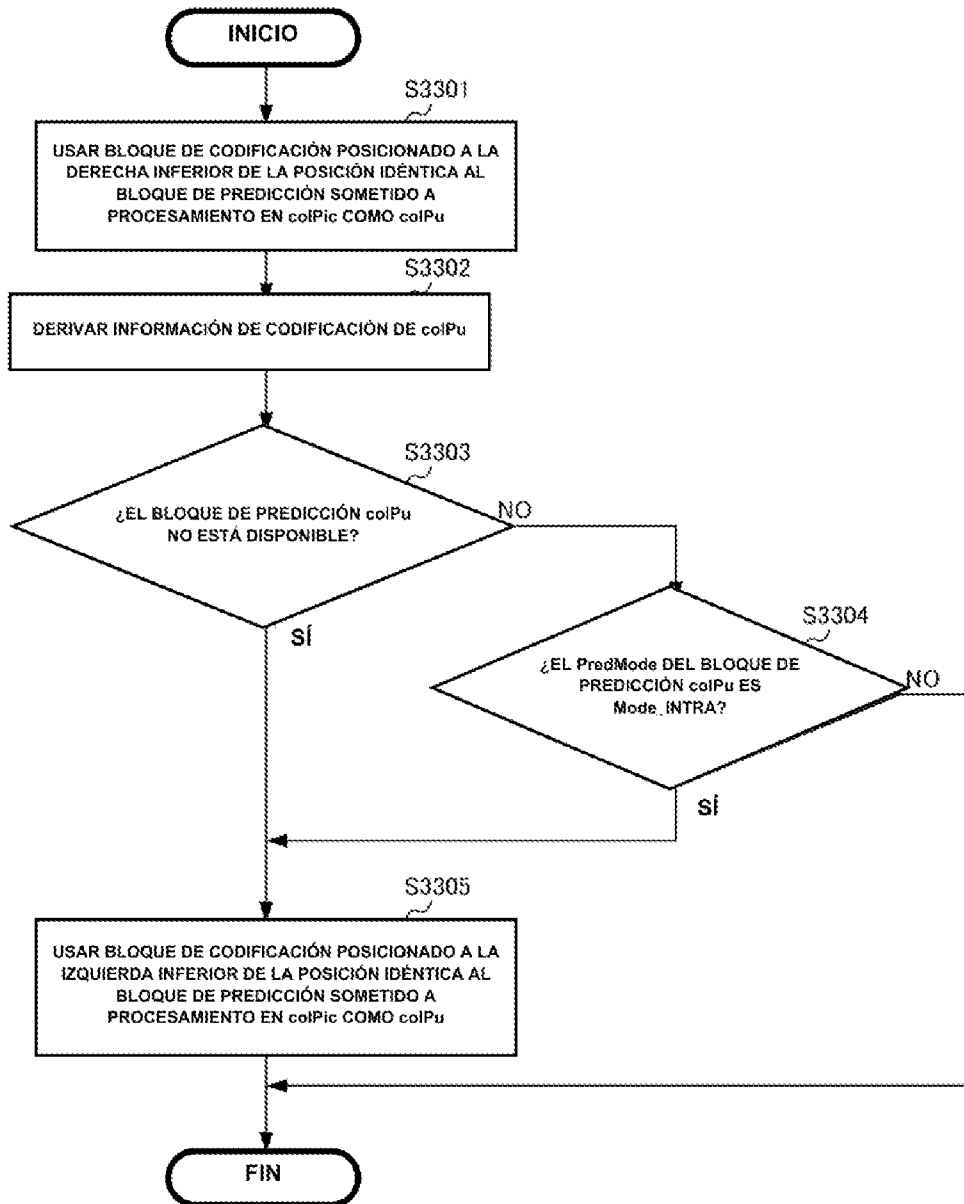 INICIO
S3301
USAR BLOQUE DE CODIFICACIÓN POSICIONADO A LA
DERECHA INFERIOR DE LA POSICIÓN IDÉNTICA AL
BLOQUE DE PREDICCIÓN SOMETIDO A
PROCESAMIENTO EN colPic COMO colPu
S3302
DERIVAR INFORMACIÓN DE CODIFICACIÓN DE colPu
S3303
¿EL BLOQUE DE PREDICCIÓN colPu
NO ESTÁ DISPONIBLE?
NO
SÍ
S3304
¿EL PredMode DEL BLOQUE DE
PREDICCIÓN colPu ES
Mode_INTRA?
NO
SÍ
S3305
USAR BLOQUE DE CODIFICACIÓN POSICIONADO A LA
IZQUIERDA INFERIOR DE LA POSICIÓN IDÉNTICA AL
BLOQUE DE PREDICCIÓN SOMETIDO A
PROCESAMIENTO EN colPic COMO colPu
FIN